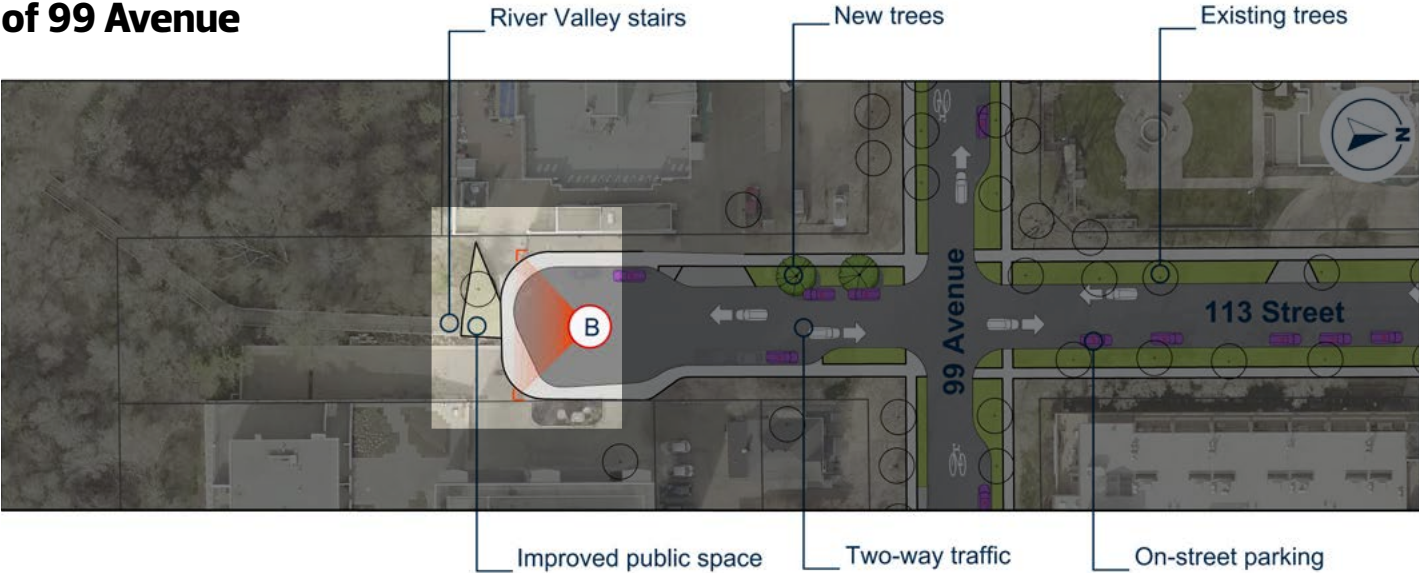 of 99 Avenue
River Valley stairs
New trees
Existing trees
N
B
99 Avenue
113 Street
Improved public space
Two-way traffic
On-street parking